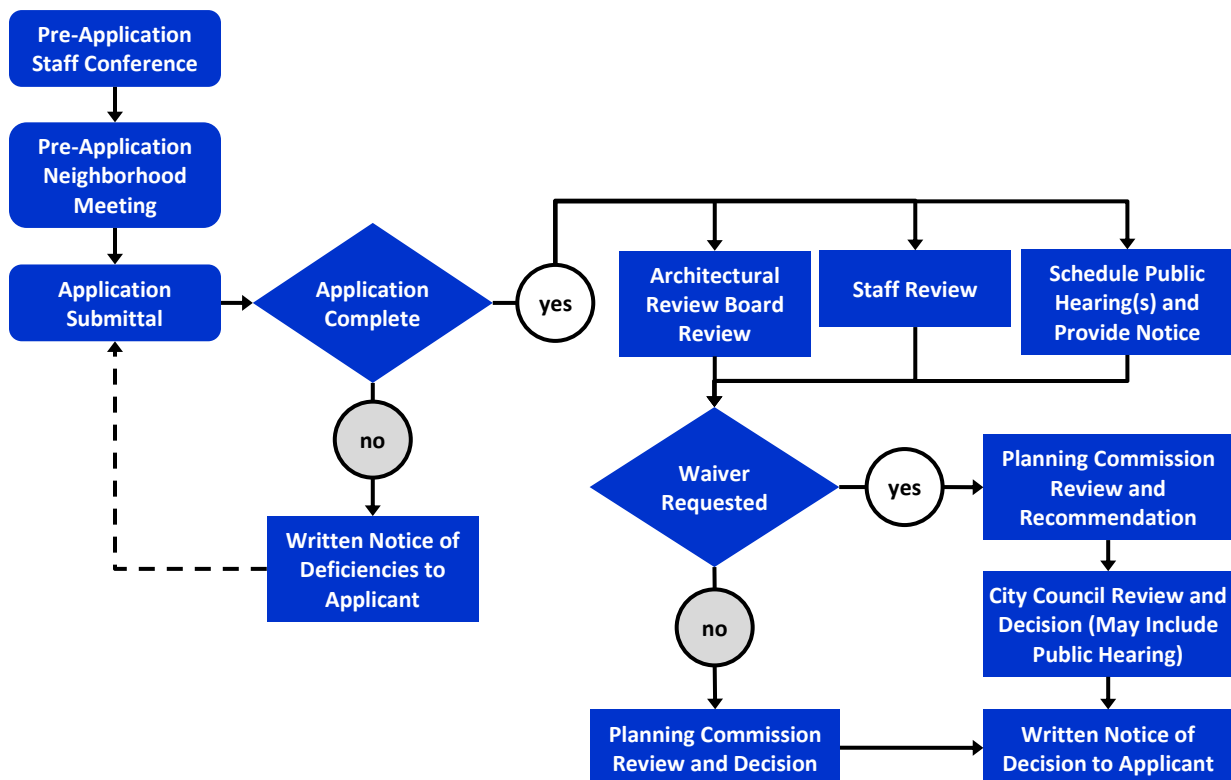 Pre-Application
Staff Conference
Pre-Application
Neighborhood
Meeting
Application
Submittal
Application
Complete
yes
Architectural
Review Board
Review
Staff Review
Schedule Public
Hearing(s) and
Provide Notice
no
Written Notice of
Deficiencies to
Applicant
Waiver
Requested
yes
Planning Commission
Review and
Recommendation
no
City Council Review and
Decision (May Include
Public Hearing)
Planning Commission
Review and Decision
Written Notice of
Decision to Applicant